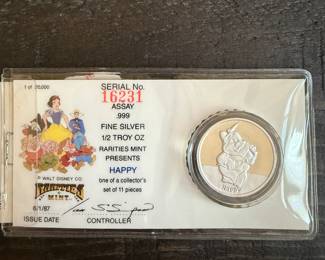 1 of 20,000
SERIAL No.
16231
ASSAY
.999
FINE SILVER
1/2 TROY OZ
RARITIES MINT
PRESENTS
HAPPY
one of a collector's
set of 11 pieces
© WALT DISNEY CO.
RARITIES
MINT
6/1/87
ISSUE DATE
CONTROLLER
HAPPY